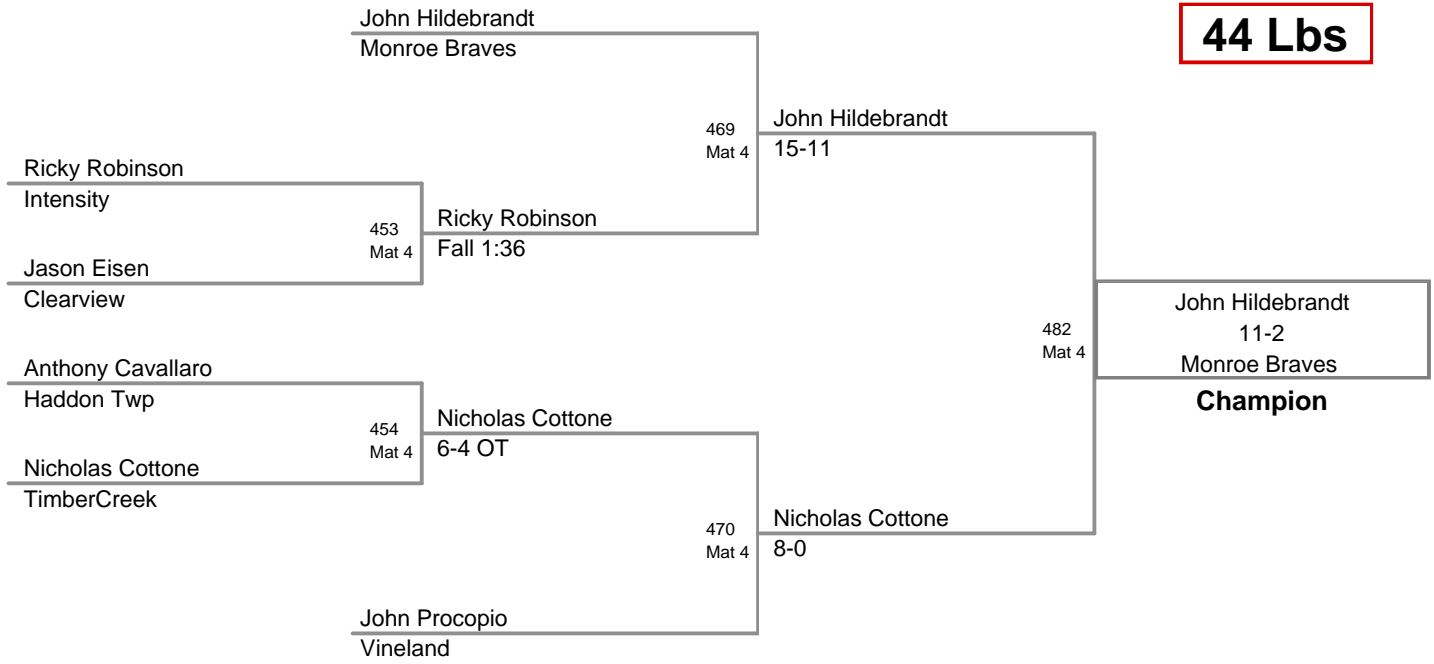 John Hildebrandt
Monroe Braves
44 Lbs
469
Mat 4
John Hildebrandt
15-11
Ricky Robinson
Intensity
453
Mat 4
Ricky Robinson
Fall 1:36
Jason Eisen
Clearview
482
Mat 4
John Hildebrandt
11-2
Monroe Braves
Champion
Anthony Cavallaro
Haddon Twp
454
Mat 4
Nicholas Cottone
6-4 OT
Nicholas Cottone
TimberCreek
470
Mat 4
Nicholas Cottone
8-0
John Procopio
Vineland